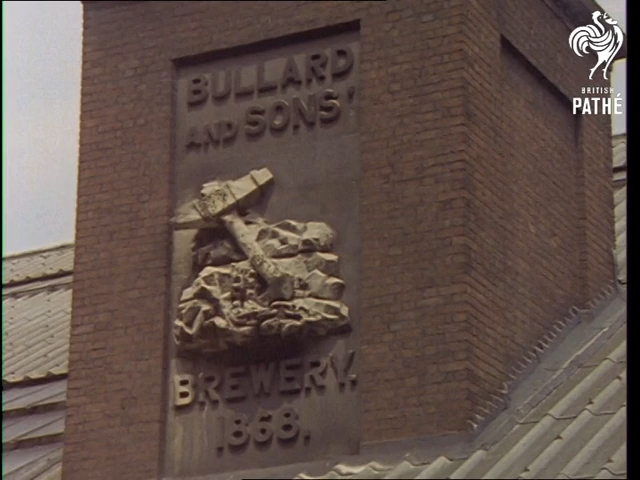 BULLARD
AND SONS'
BREWERY.
1868.
BRITISH
PATHÉ